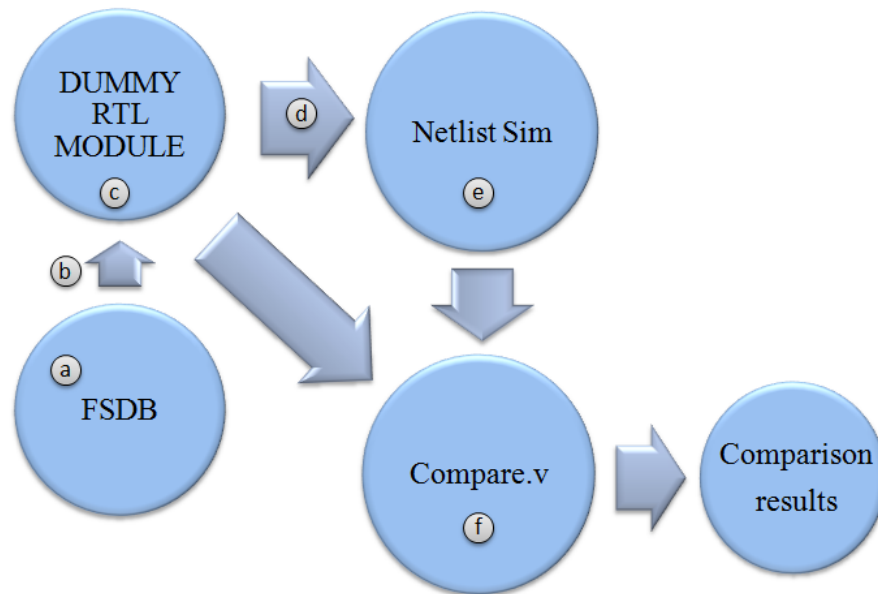 DUMMY
RTL
MODULE
c
d
Netlist Sim
e
b
a
FSDB
Compare.v
f
Comparison
results